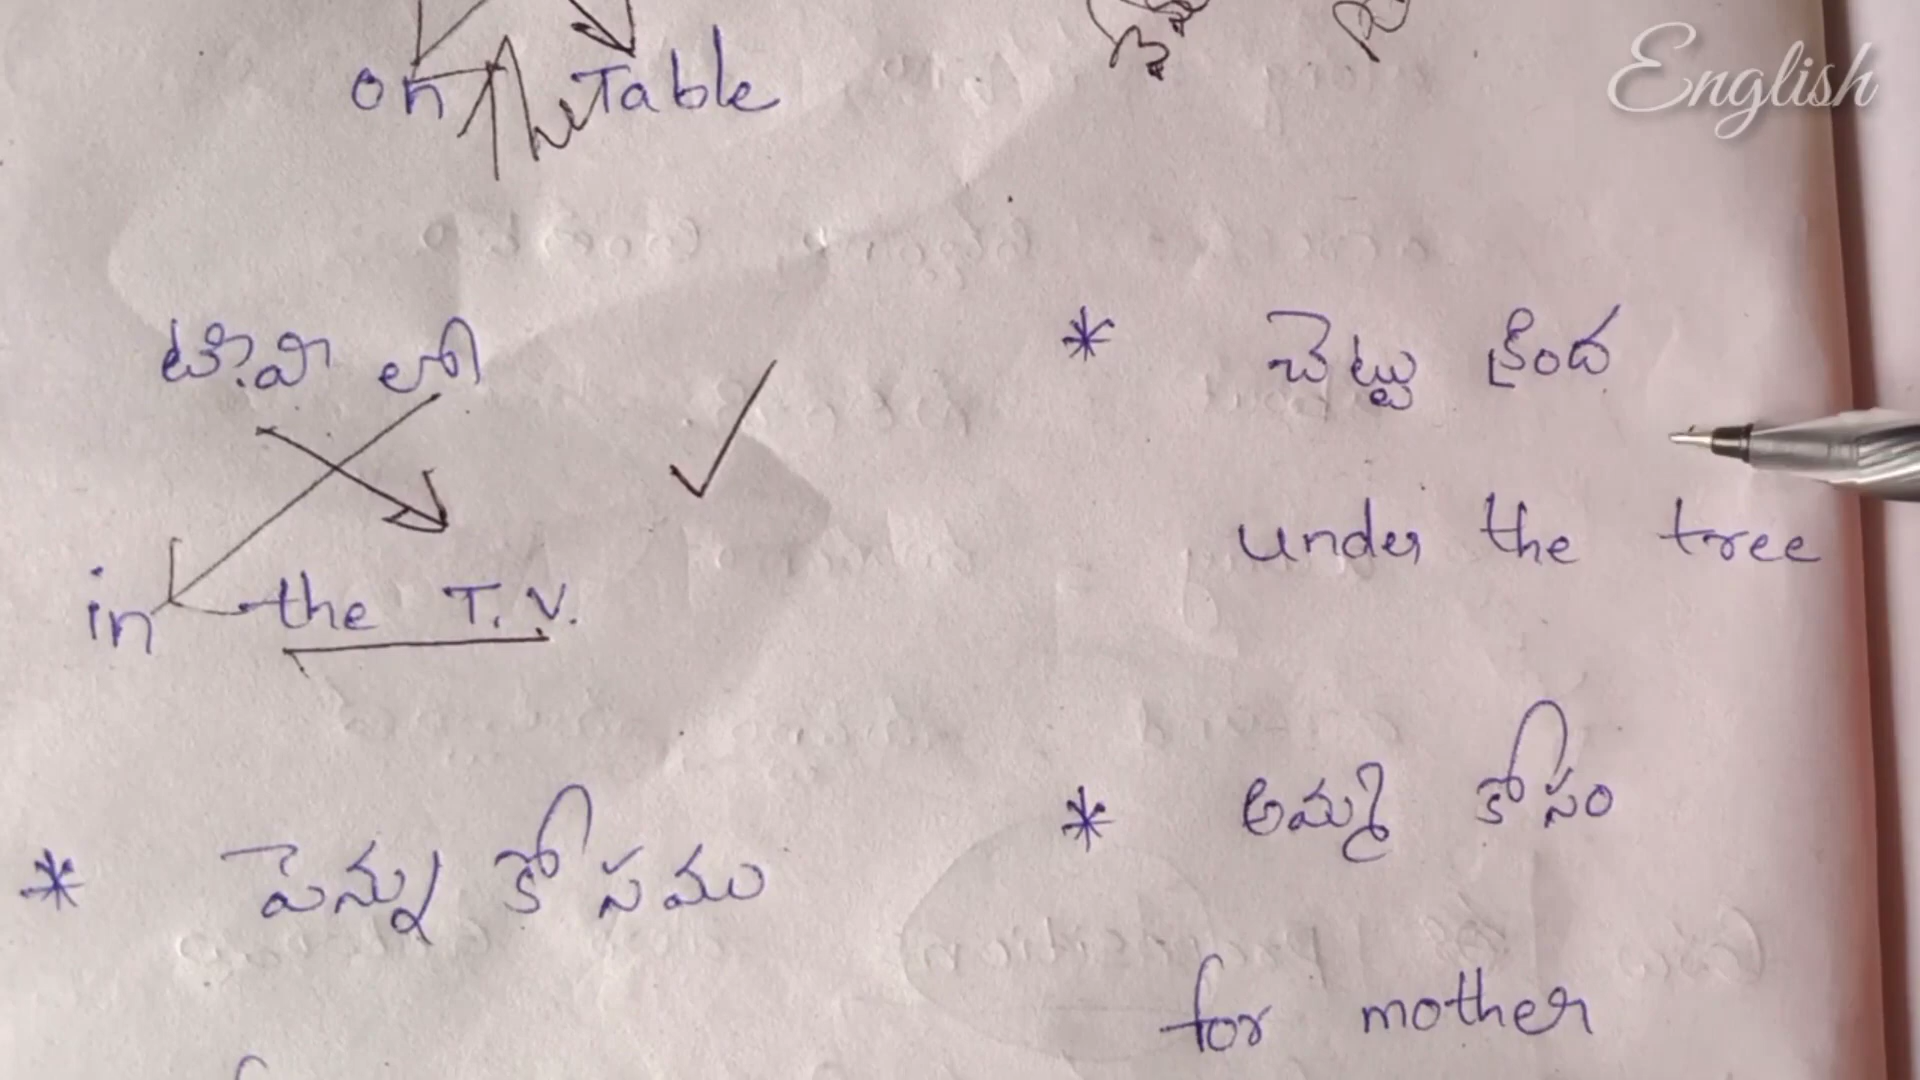 English
on The Table
టి.వి లో
in the T.V.
* చెట్టు క్రింద
under the tree
* పెన్ను కోసము
* అమ్మ కోసం
for mother